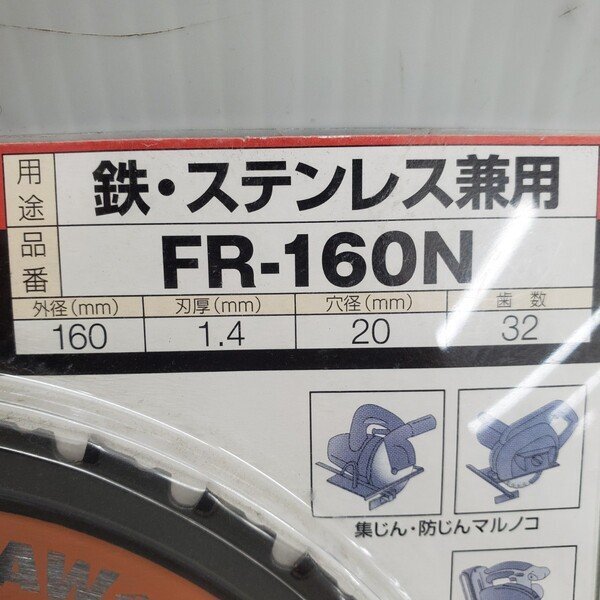 用途 鉄・ステンレス兼用
品番 FR-160N
外径(mm) 刃厚(mm) 穴径(mm) 歯数
160 1.4 20 32
集じん・防じんマルノコ